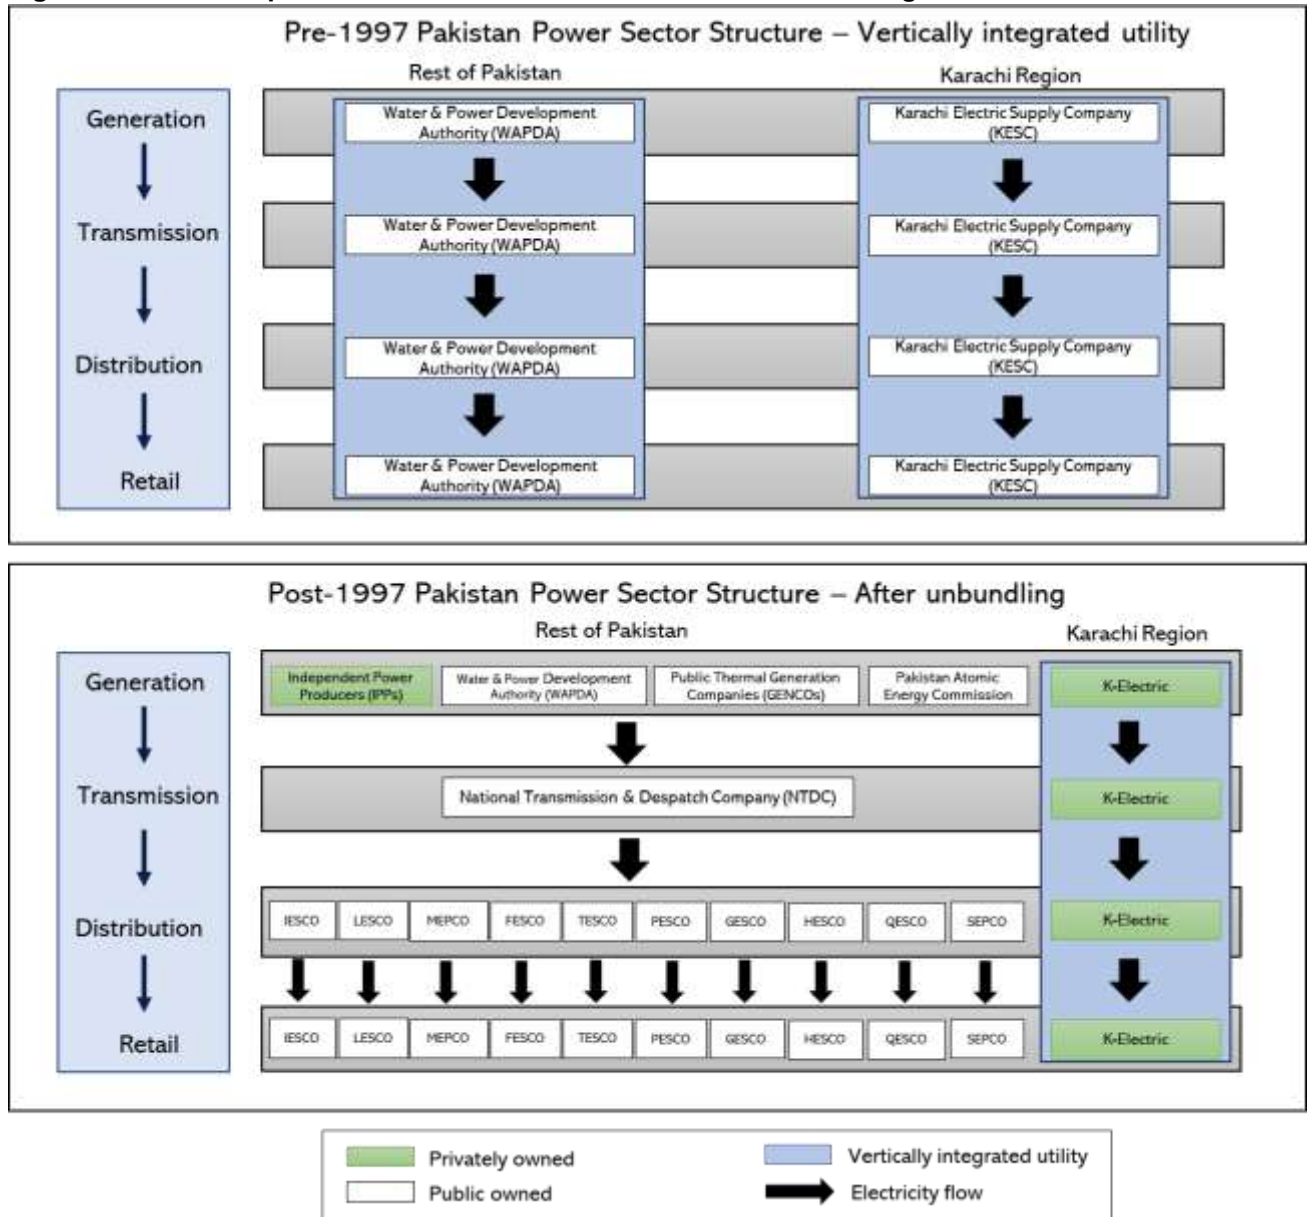 Pre-1997 Pakistan Power Sector Structure – Vertically integrated utility
Rest of Pakistan
Karachi Region
Generation
Water & Power Development
Authority (WAPDA)
Karachi Electric Supply Company
(KESC)
Transmission
Water & Power Development
Authority (WAPDA)
Karachi Electric Supply Company
(KESC)
Distribution
Water & Power Development
Authority (WAPDA)
Karachi Electric Supply Company
(KESC)
Retail
Water & Power Development
Authority (WAPDA)
Karachi Electric Supply Company
(KESC)
Post-1997 Pakistan Power Sector Structure – After unbundling
Rest of Pakistan
Karachi Region
Generation
Independent Power
Producers (IPPs)
Water & Power Development
Authority (WAPDA)
Public Thermal Generation
Companies (GENCOs)
Pakistan Atomic
Energy Commission
K-Electric
Transmission
National Transmission & Despatch Company (NTDC)
K-Electric
Distribution
IESCO
LESCO
MEPCO
FESCO
TESCO
PESCO
GESCO
HESCO
QESCO
SEPCO
K-Electric
Retail
IESCO
LESCO
MEPCO
FESCO
TESCO
PESCO
GESCO
HESCO
QESCO
SEPCO
K-Electric
Privately owned
Vertically integrated utility
Public owned
Electricity flow